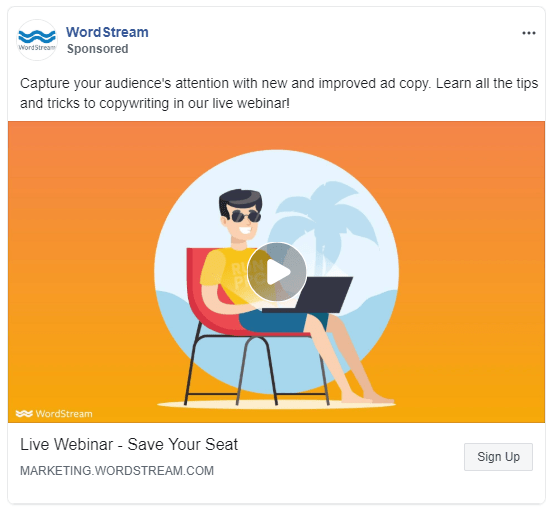 WordStream
WordStream
Sponsored
Capture your audience's attention with new and improved ad copy. Learn all the tips
and tricks to copywriting in our live webinar!
RUN
WordStream
Live Webinar - Save Your Seat
MARKETING.WORDSTREAM.COM
Sign Up